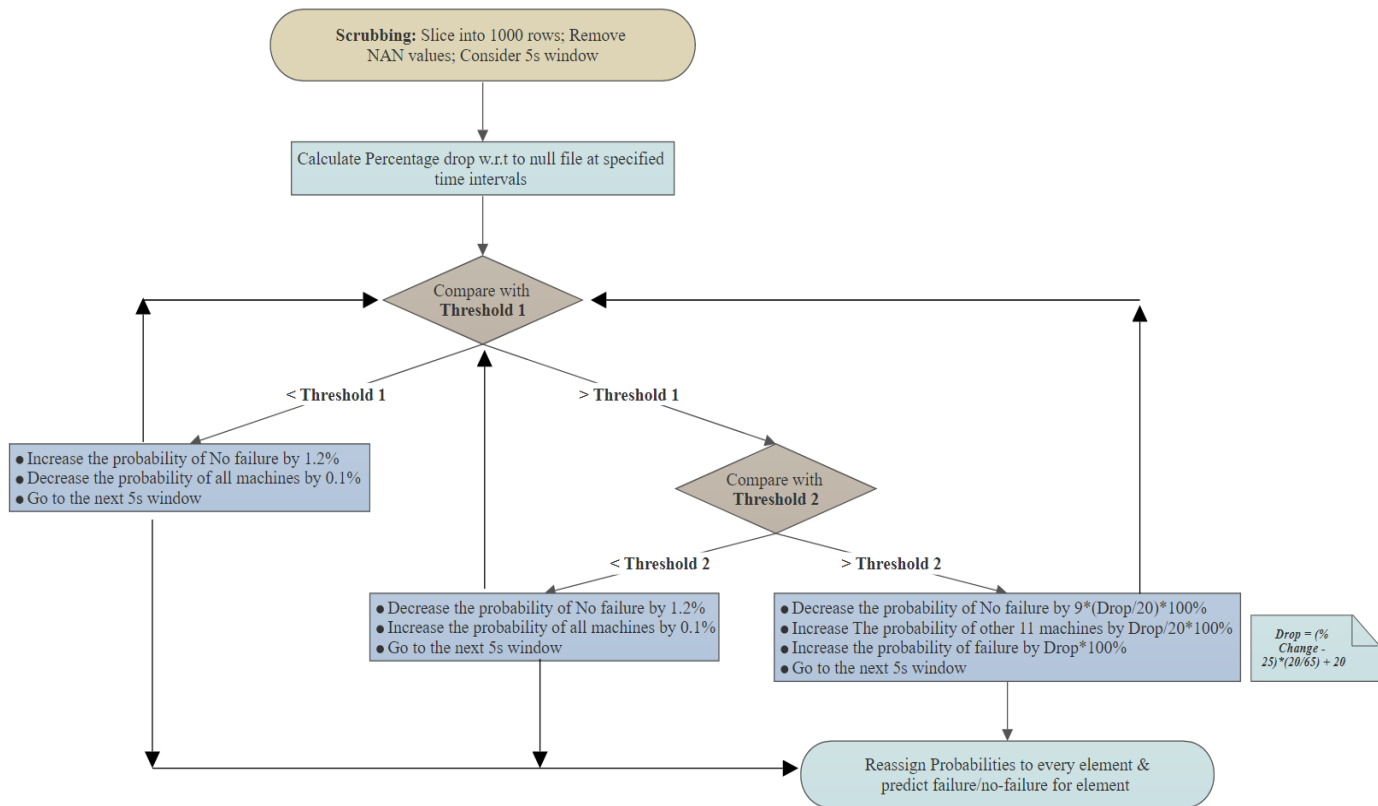 Scrubbing: Slice into 1000 rows; Remove
NAN values; Consider 5s window
Calculate Percentage drop w.r.t to null file at specified
time intervals
Compare with
Threshold 1
< Threshold 1
> Threshold 1
● Increase the probability of No failure by 1.2%
● Decrease the probability of all machines by 0.1%
● Go to the next 5s window
Compare with
Threshold 2
< Threshold 2
> Threshold 2
● Decrease the probability of No failure by 1.2%
● Increase the probability of all machines by 0.1%
● Go to the next 5s window
● Decrease the probability of No failure by 9*(Drop/20)*100%
● Increase The probability of other 11 machines by Drop/20*100%
● Increase the probability of failure by Drop*100%
● Go to the next 5s window
Drop = (%
Change -
25)*(20/65) + 20
Reassign Probabilities to every element &
predict failure/no-failure for element